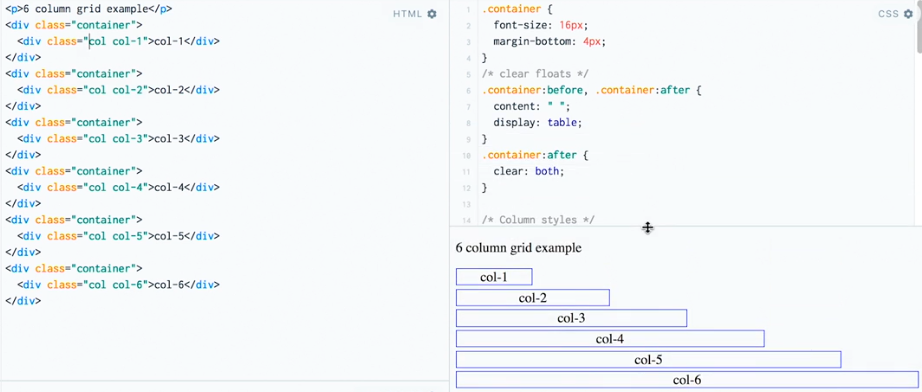 <p>6 column grid example</p>
<div class="container">
<div class="col col-1">col-1</div>
</div>
<div class="container">
<div class="col col-2">col-2</div>
</div>
<div class="container">
<div class="col col-3">col-3</div>
</div>
<div class="container">
<div class="col col-4">col-4</div>
</div>
<div class="container">
<div class="col col-5">col-5</div>
</div>
<div class="container">
<div class="col col-6">col-6</div>
</div>
HTML
1 .container {
2 font-size: 16px;
3 margin-bottom: 4px;
4 }
5 /* clear floats */
6 .container:before, .container:after {
7 content: " ";
8 display: table;
9 }
10 .container:after {
11 clear: both;
12 }
13
14 /* Column styles */
CSS
6 column grid example
col-1
col-2
col-3
col-4
col-5
col-6